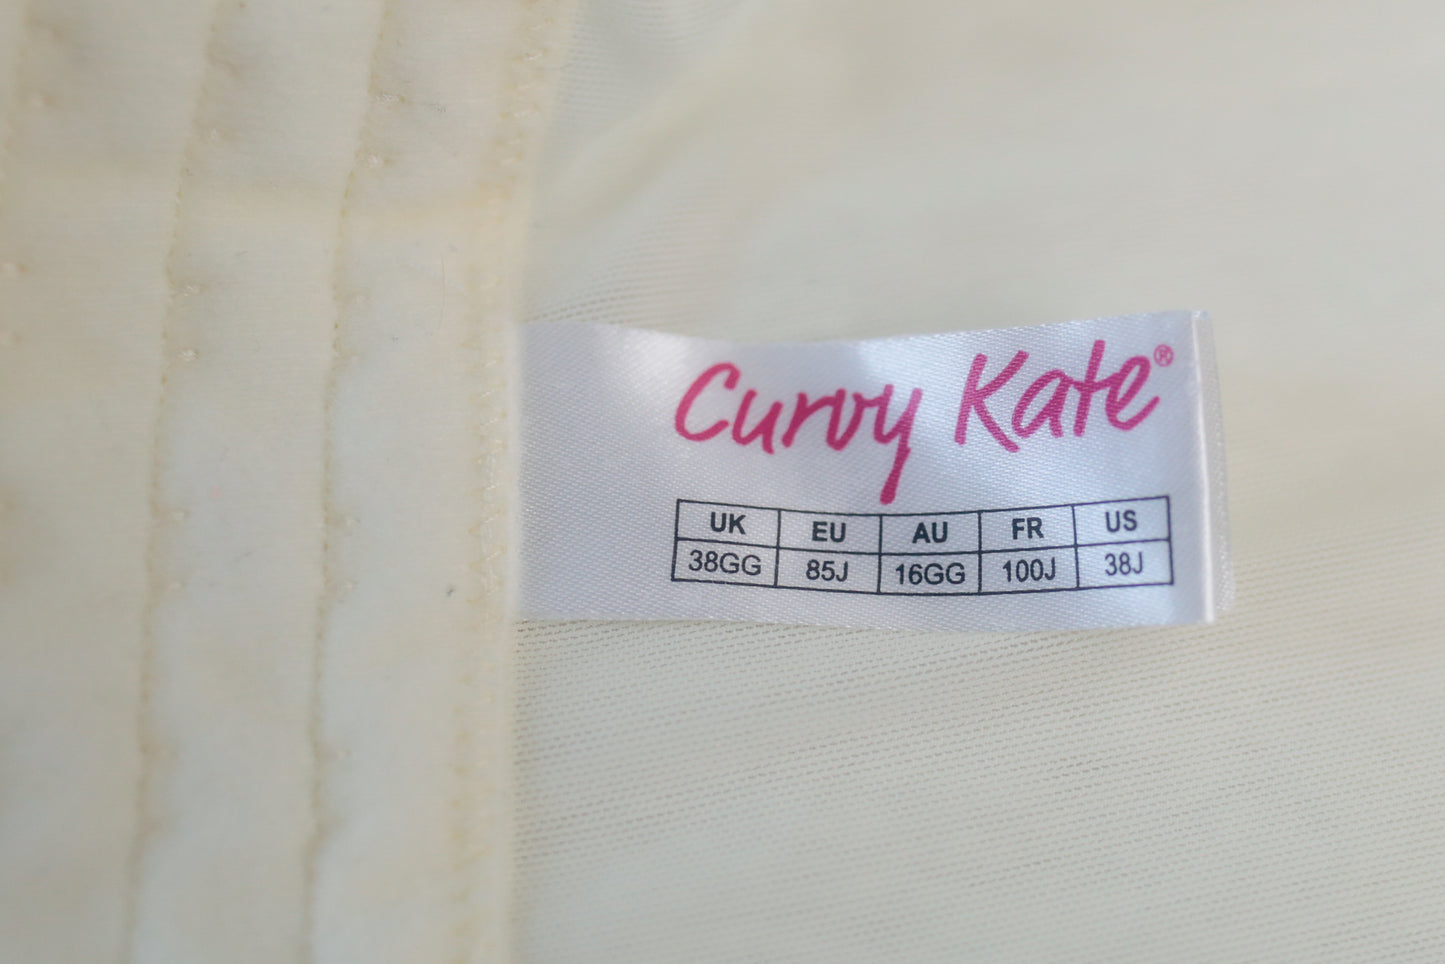 Curvy Kate®
UK EU AU FR US
38GG 85J 16GG 100J 38J